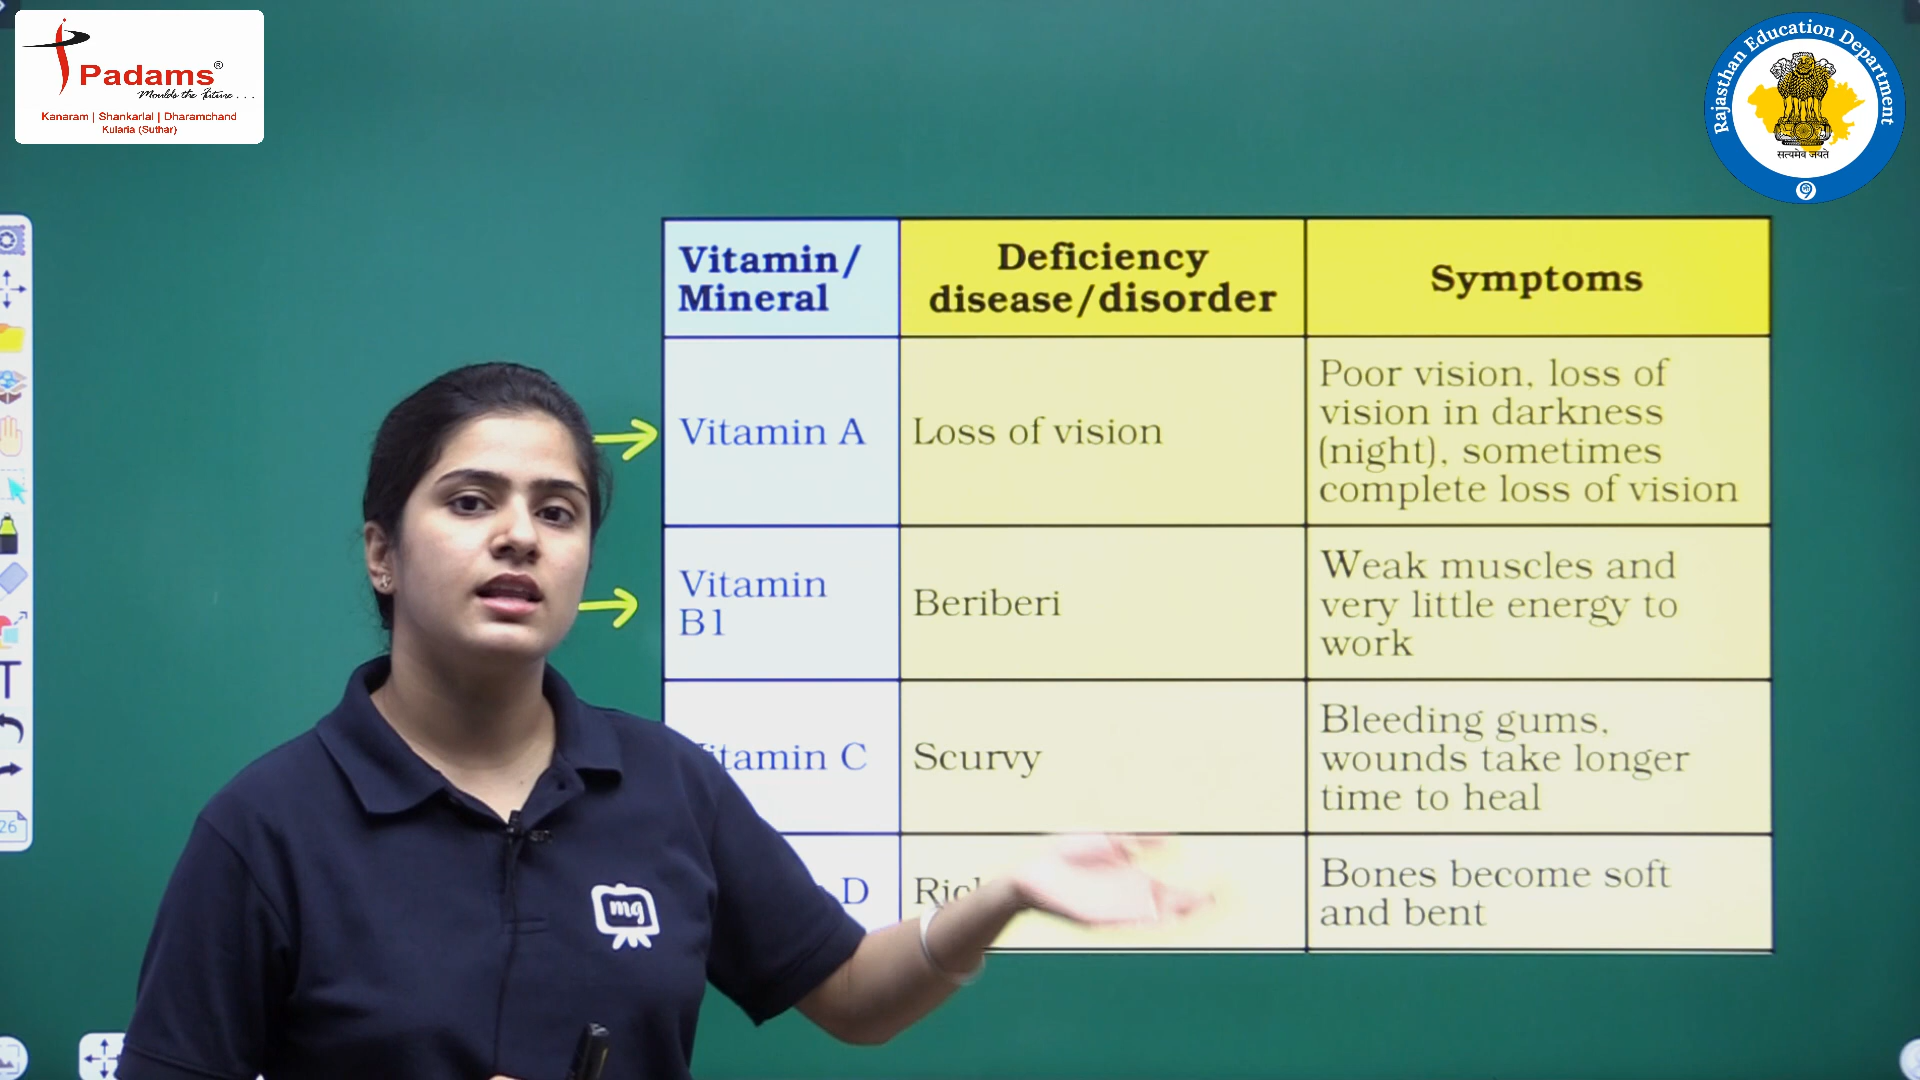 Padams®
Moulds the Future . . .
Kanaram | Shankarlal | Dharamchand
Kularia (Suthar)
Rajasthan Education Department
सत्यमेव जयते
Vitamin/
Mineral
Deficiency
disease/disorder
Symptoms
Vitamin A
Loss of vision
Poor vision, loss of
vision in darkness
(night), sometimes
complete loss of vision
Vitamin
B1
Beriberi
Weak muscles and
very little energy to
work
itamin C
Scurvy
Bleeding gums,
wounds take longer
time to heal
D
Ric
Bones become soft
and bent
mg
T
26